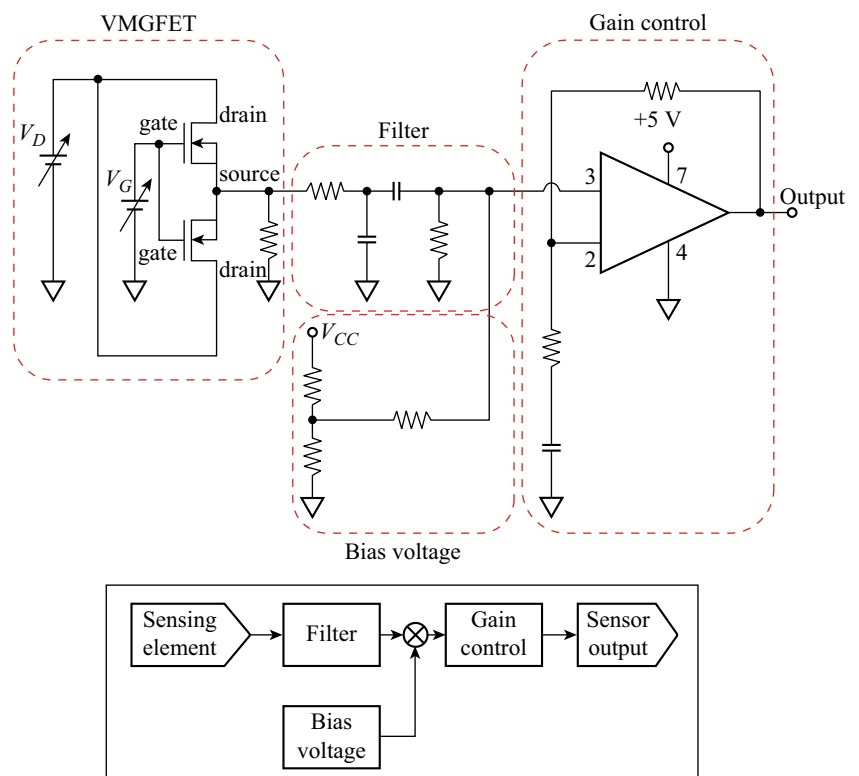 VMGFET
Gain control
V_D
gate
drain
V_G
source
gate
drain
Filter
+5 V
3
7
2
4
Output
V_CC
Bias voltage
Sensing
element
Filter
Gain
control
Sensor
output
Bias
voltage